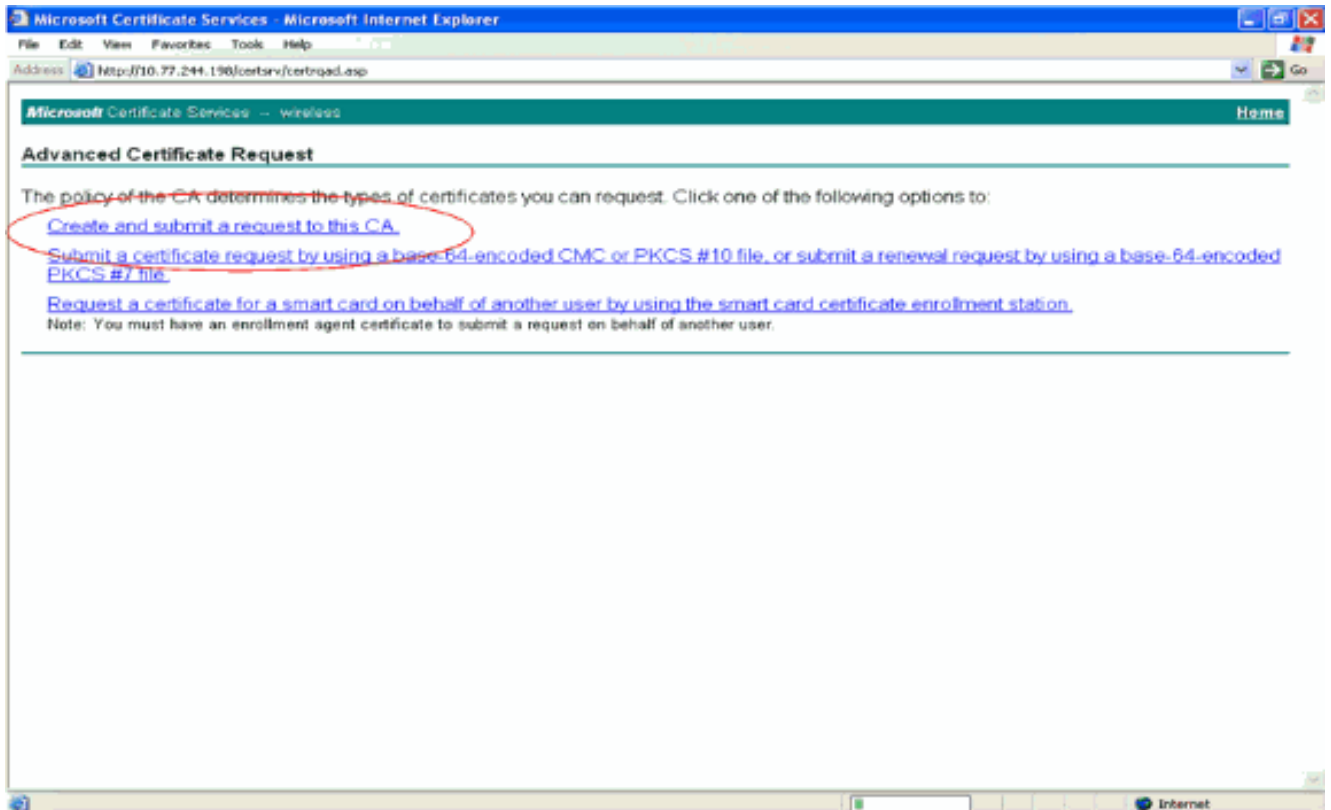 Microsoft Certificate Services - Microsoft Internet Explorer
File Edit View Favorites Tools Help
Address http://10.77.244.198/certsrv/certrqad.asp Go
Microsoft Certificate Services -- wireless Home
Advanced Certificate Request
The policy of the CA determines the types of certificates you can request. Click one of the following options to:
Create and submit a request to this CA.
Submit a certificate request by using a base-64-encoded CMC or PKCS #10 file, or submit a renewal request by using a base-64-encoded
PKCS #7 file.
Request a certificate for a smart card on behalf of another user by using the smart card certificate enrollment station.
Note: You must have an enrollment agent certificate to submit a request on behalf of another user.
Internet